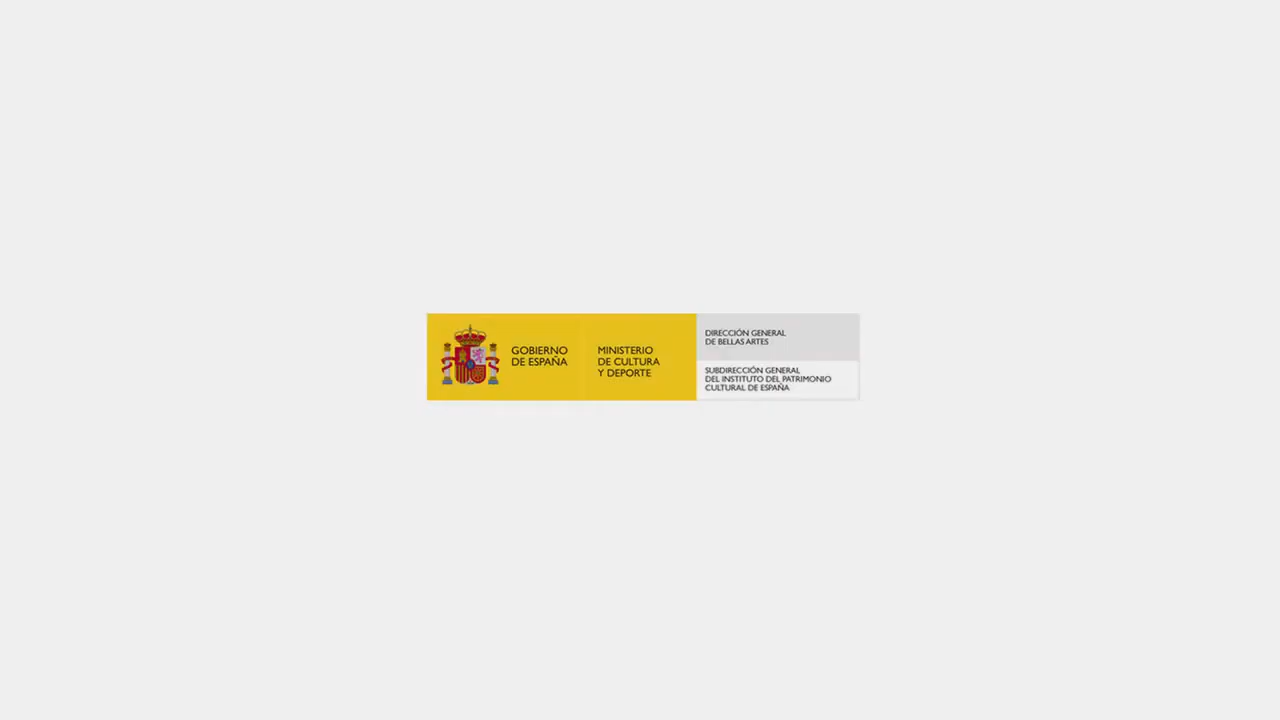 GOBIERNO
DE ESPAÑA
MINISTERIO
DE CULTURA
Y DEPORTE
DIRECCIÓN GENERAL
DE BELLAS ARTES
SUBDIRECCIÓN GENERAL
DEL INSTITUTO DEL PATRIMONIO
CULTURAL DE ESPAÑA